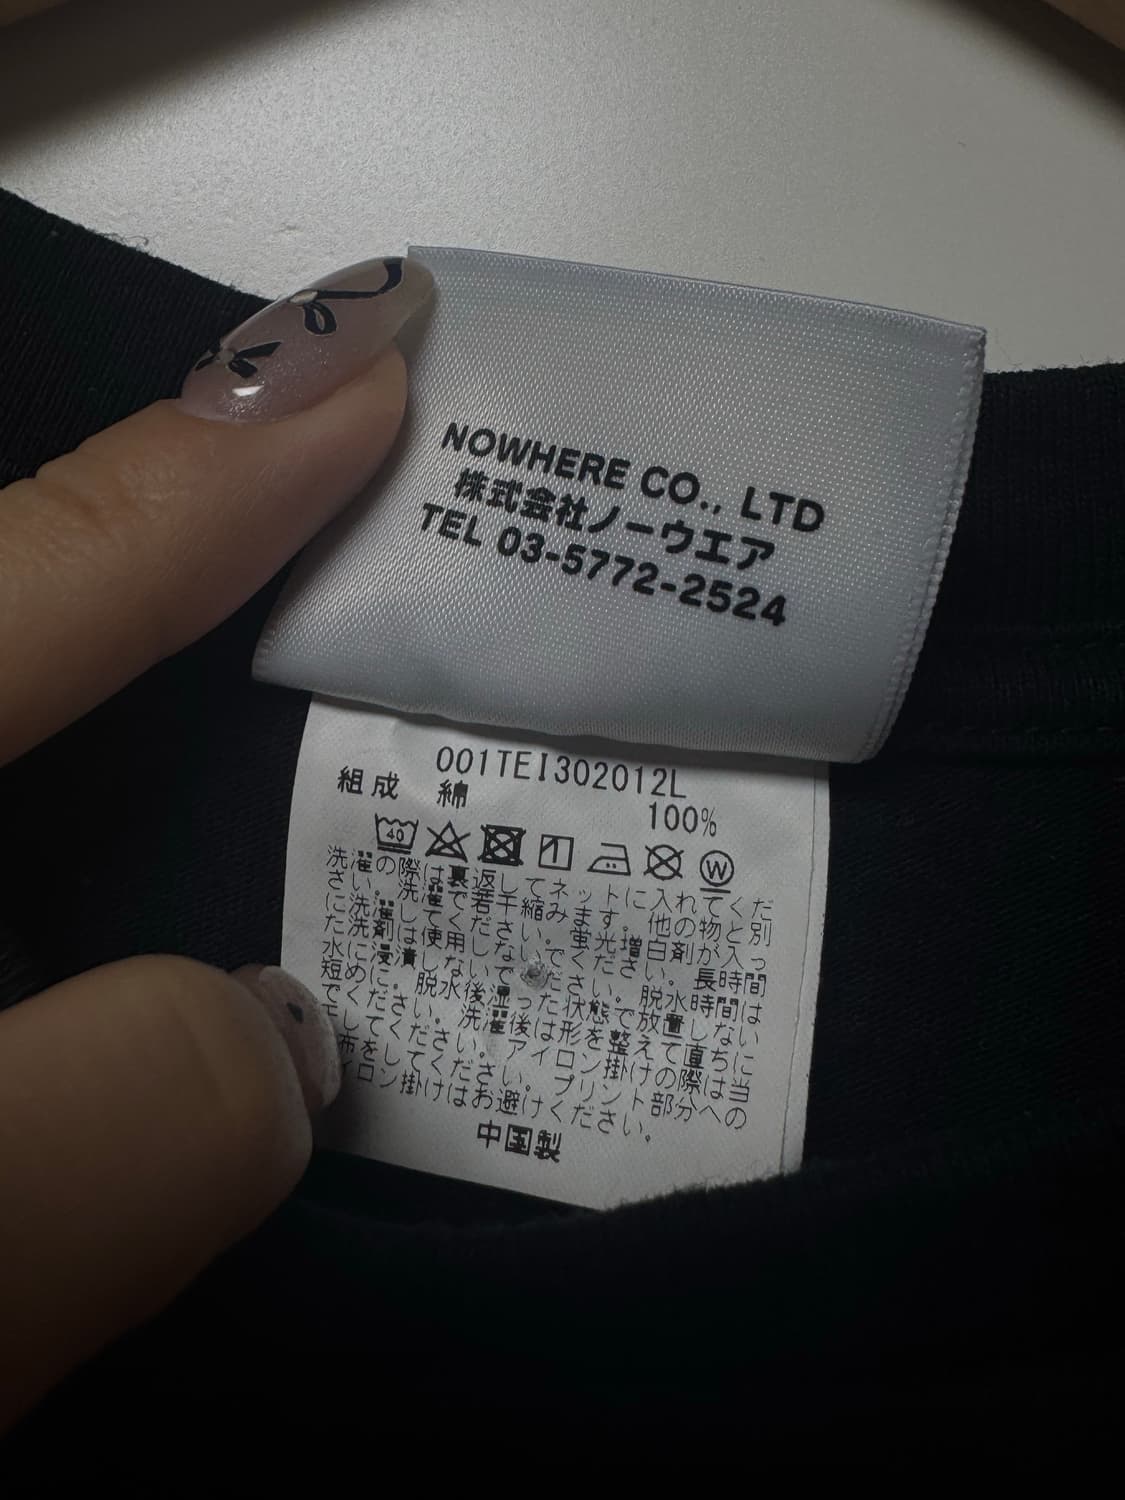 NOWHERE CO., LTD
株式会社ノーウエア
TEL 03-5772-2524
001TEI302012L
組成 綿 100%
40
W
洗濯の際は裏返してネットに入れてくだ
さい。洗濯で若干縮みます。他の物と別
に洗濯してください。蛍光増白剤が入っ
た洗剤は使用しないでください。長時間
水に浸漬しないでください。脱水時間は
短めに。脱水後湿った状態で放置しない
でください。洗濯後は形を整えて直ちに
干してください。アイロン掛けの際は当
布をしてください。プリント部分への
イロン掛けはお避けください。
中国製